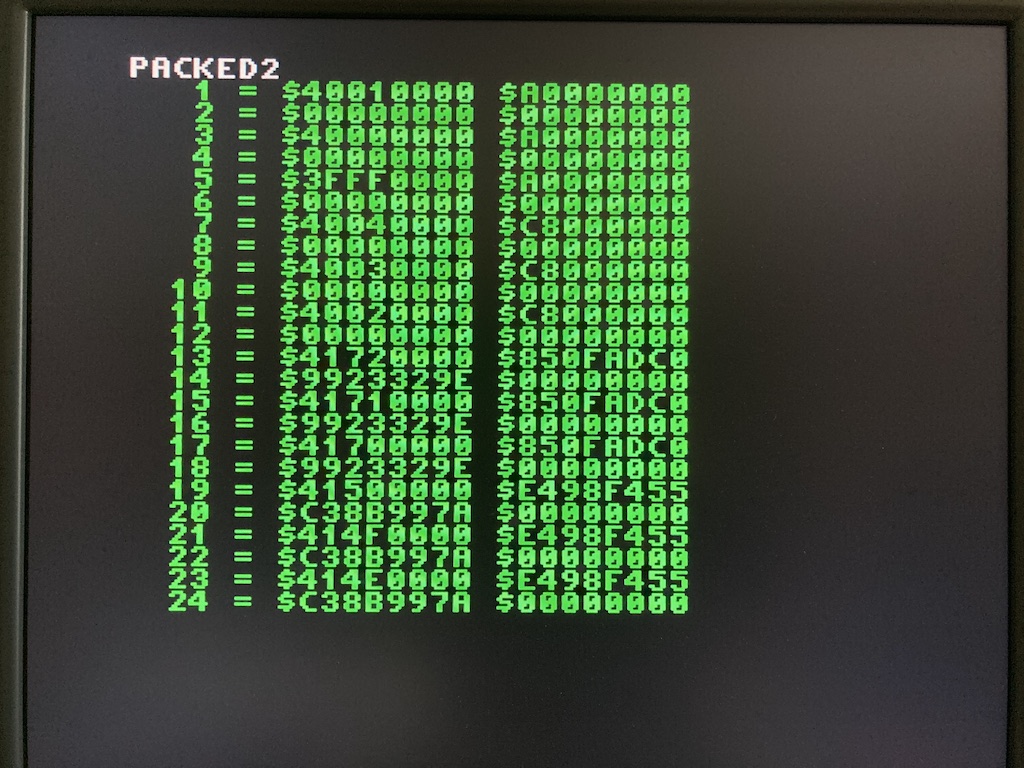 PACKED2
1 = $40010000 $A0000000
2 = $00000000 $00000000
3 = $40000000 $A0000000
4 = $00000000 $00000000
5 = $3FFF0000 $A0000000
6 = $00000000 $00000000
7 = $40040000 $C8000000
8 = $00000000 $00000000
9 = $40030000 $C8000000
10 = $00000000 $00000000
11 = $40020000 $C8000000
12 = $00000000 $00000000
13 = $41720000 $850FADC0
14 = $9923329E $00000000
15 = $41710000 $850FADC0
16 = $9923329E $00000000
17 = $41700000 $850FADC0
18 = $9923329E $00000000
19 = $41500000 $E498F455
20 = $C38B997A $00000000
21 = $414F0000 $E498F455
22 = $C38B997A $00000000
23 = $414E0000 $E498F455
24 = $C38B997A $00000000